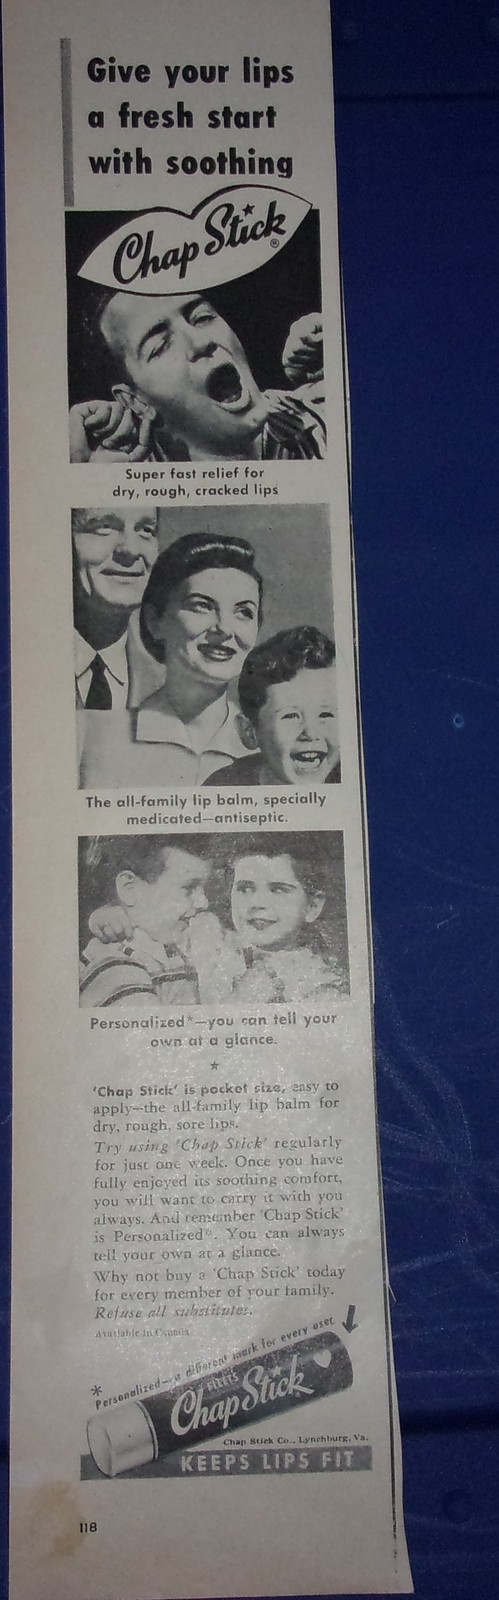 Give your lips
a fresh start
with soothing
Chap Stick®
Super fast relief for
dry, rough, cracked lips
The all-family lip balm, specially
medicated—antiseptic.
Personalized*—you can tell your
own at a glance.
'Chap Stick' is pocket size, easy to
apply—the all-family lip balm for
dry, rough, sore lips.
Try using 'Chap Stick' regularly
for just one week. Once you have
fully enjoyed its soothing comfort,
you will want to carry it with you
always. And remember 'Chap Stick'
is Personalized*. You can always
tell your own at a glance.
Why not buy a 'Chap Stick' today
for every member of your family.
Refuse all substitutes.
Available in Canada
*Personalized—a different mark for every user
Chap Stick
Chap Stick Co., Lynchburg, Va.
KEEPS LIPS FIT
118